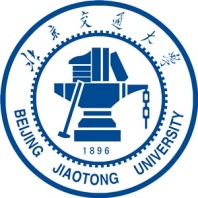 北京交通大学
1896
BEIJING JIAOTONG UNIVERSITY